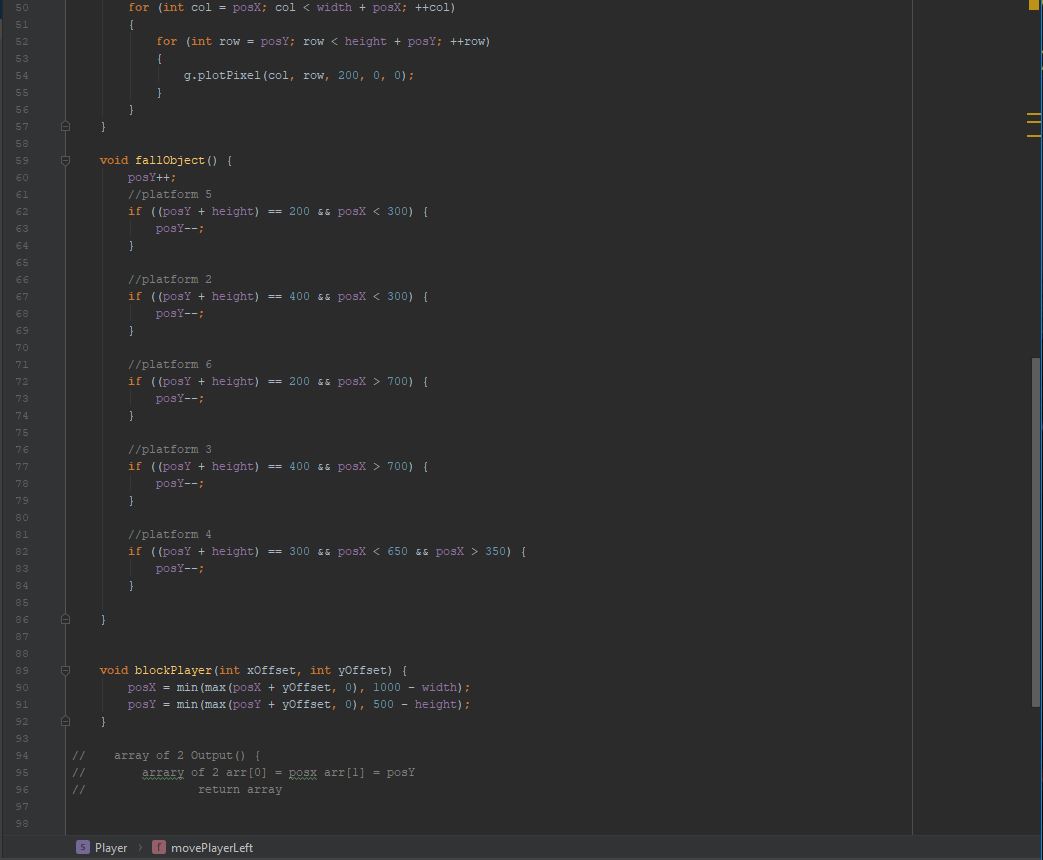 50 for (int col = posX; col < width + posX; ++col)
51 {
52 for (int row = posY; row < height + posY; ++row)
53 {
54 g.plotPixel(col, row, 200, 0, 0);
55 }
56 }
57 }
58
59 void fallObject() {
60 posY++;
61 //platform 5
62 if ((posY + height) == 200 && posX < 300) {
63 posY--;
64 }
65
66 //platform 2
67 if ((posY + height) == 400 && posX < 300) {
68 posY--;
69 }
70
71 //platform 6
72 if ((posY + height) == 200 && posX > 700) {
73 posY--;
74 }
75
76 //platform 3
77 if ((posY + height) == 400 && posX > 700) {
78 posY--;
79 }
80
81 //platform 4
82 if ((posY + height) == 300 && posX < 650 && posX > 350) {
83 posY--;
84 }
85
86 }
87
88
89 void blockPlayer(int xOffset, int yOffset) {
90 posX = min(max(posX + yOffset, 0), 1000 - width);
91 posY = min(max(posY + yOffset, 0), 500 - height);
92 }
93
94 // array of 2 Output() {
95 // arrary of 2 arr[0] = posx arr[1] = posY
96 // return array
97
98
S Player › f movePlayerLeft